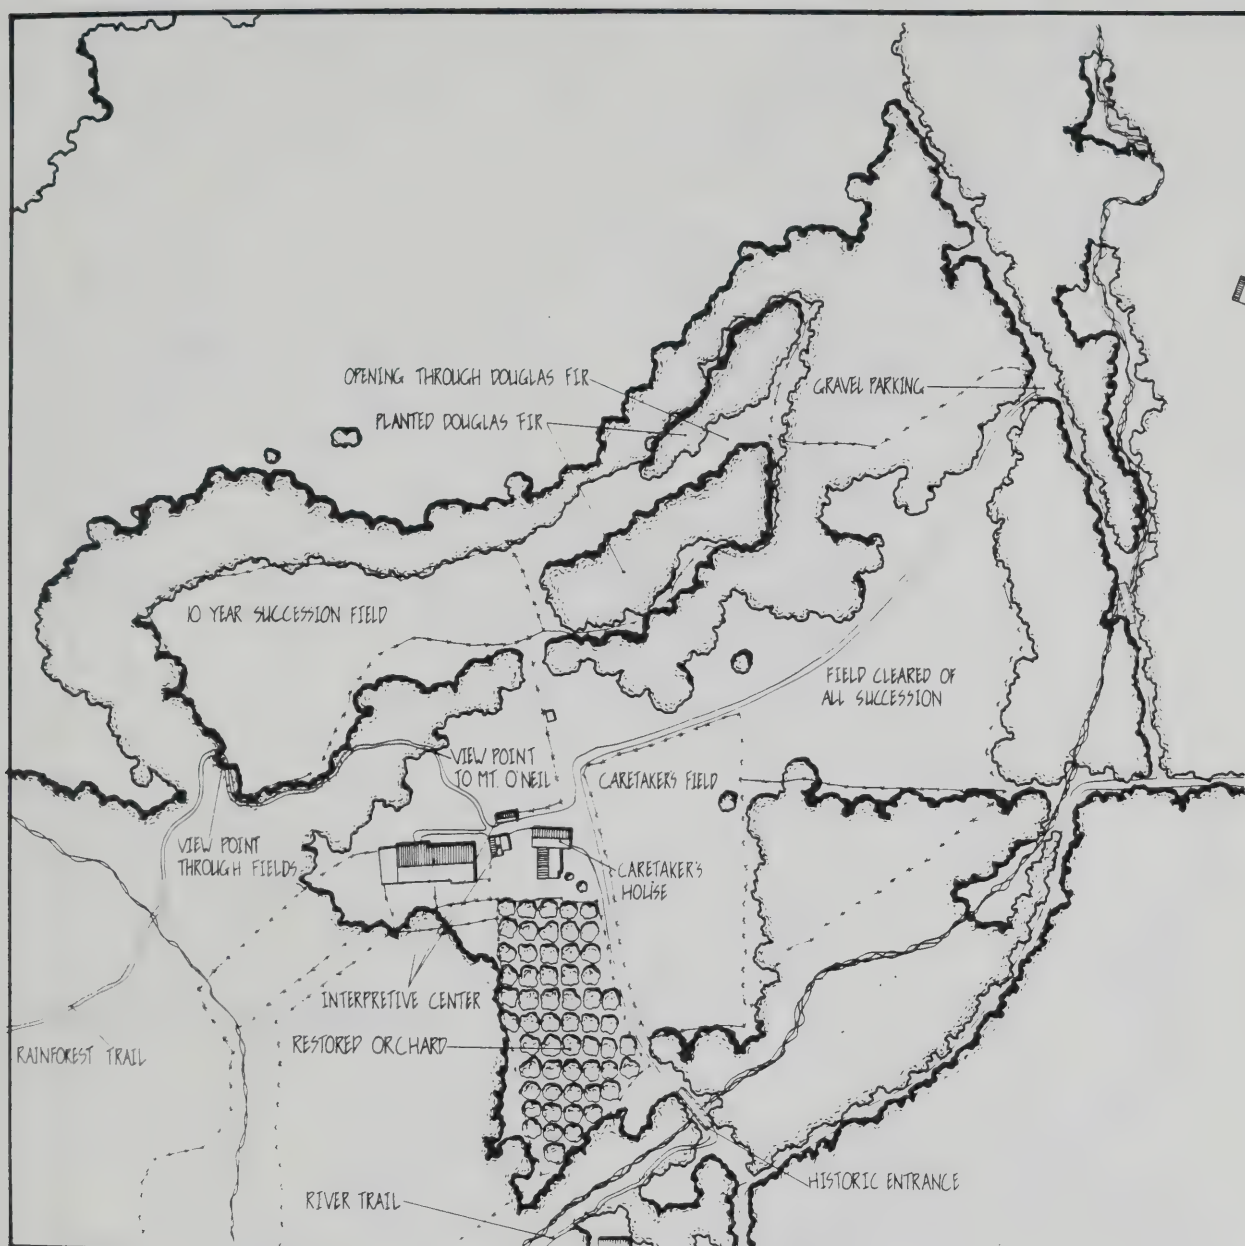 OPENING THROUGH DOUGLAS FIR
GRAVEL PARKING
PLANTED DOUGLAS FIR
10 YEAR SUCCESSION FIELD
FIELD CLEARED OF
ALL SUCCESSION
VIEW POINT
TO MT. O'NEIL
CARETAKER'S FIELD
VIEW POINT
THROUGH FIELDS
CARETAKER'S
HOUSE
INTERPRETIVE CENTER
RESTORED ORCHARD
RAINFOREST TRAIL
HISTORIC ENTRANCE
RIVER TRAIL